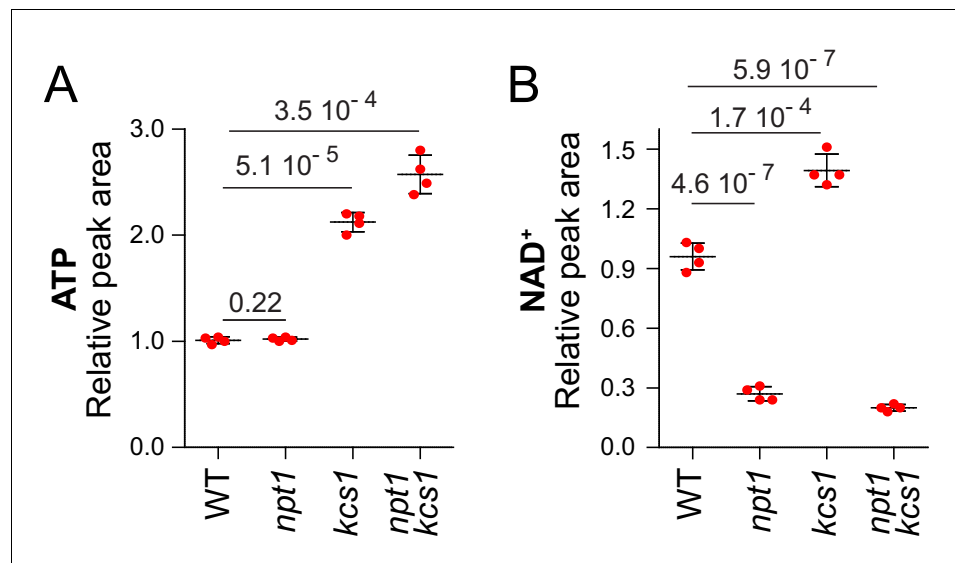 A
ATP
Relative peak area
3.0
2.0
1.0
0.0
3.5 10⁻⁴
5.1 10⁻⁵
0.22
WT
npt1
kcs1
npt1
kcs1
B
NAD⁺
Relative peak area
1.5
1.2
0.9
0.6
0.3
0.0
5.9 10⁻⁷
1.7 10⁻⁴
4.6 10⁻⁷
WT
npt1
kcs1
npt1
kcs1